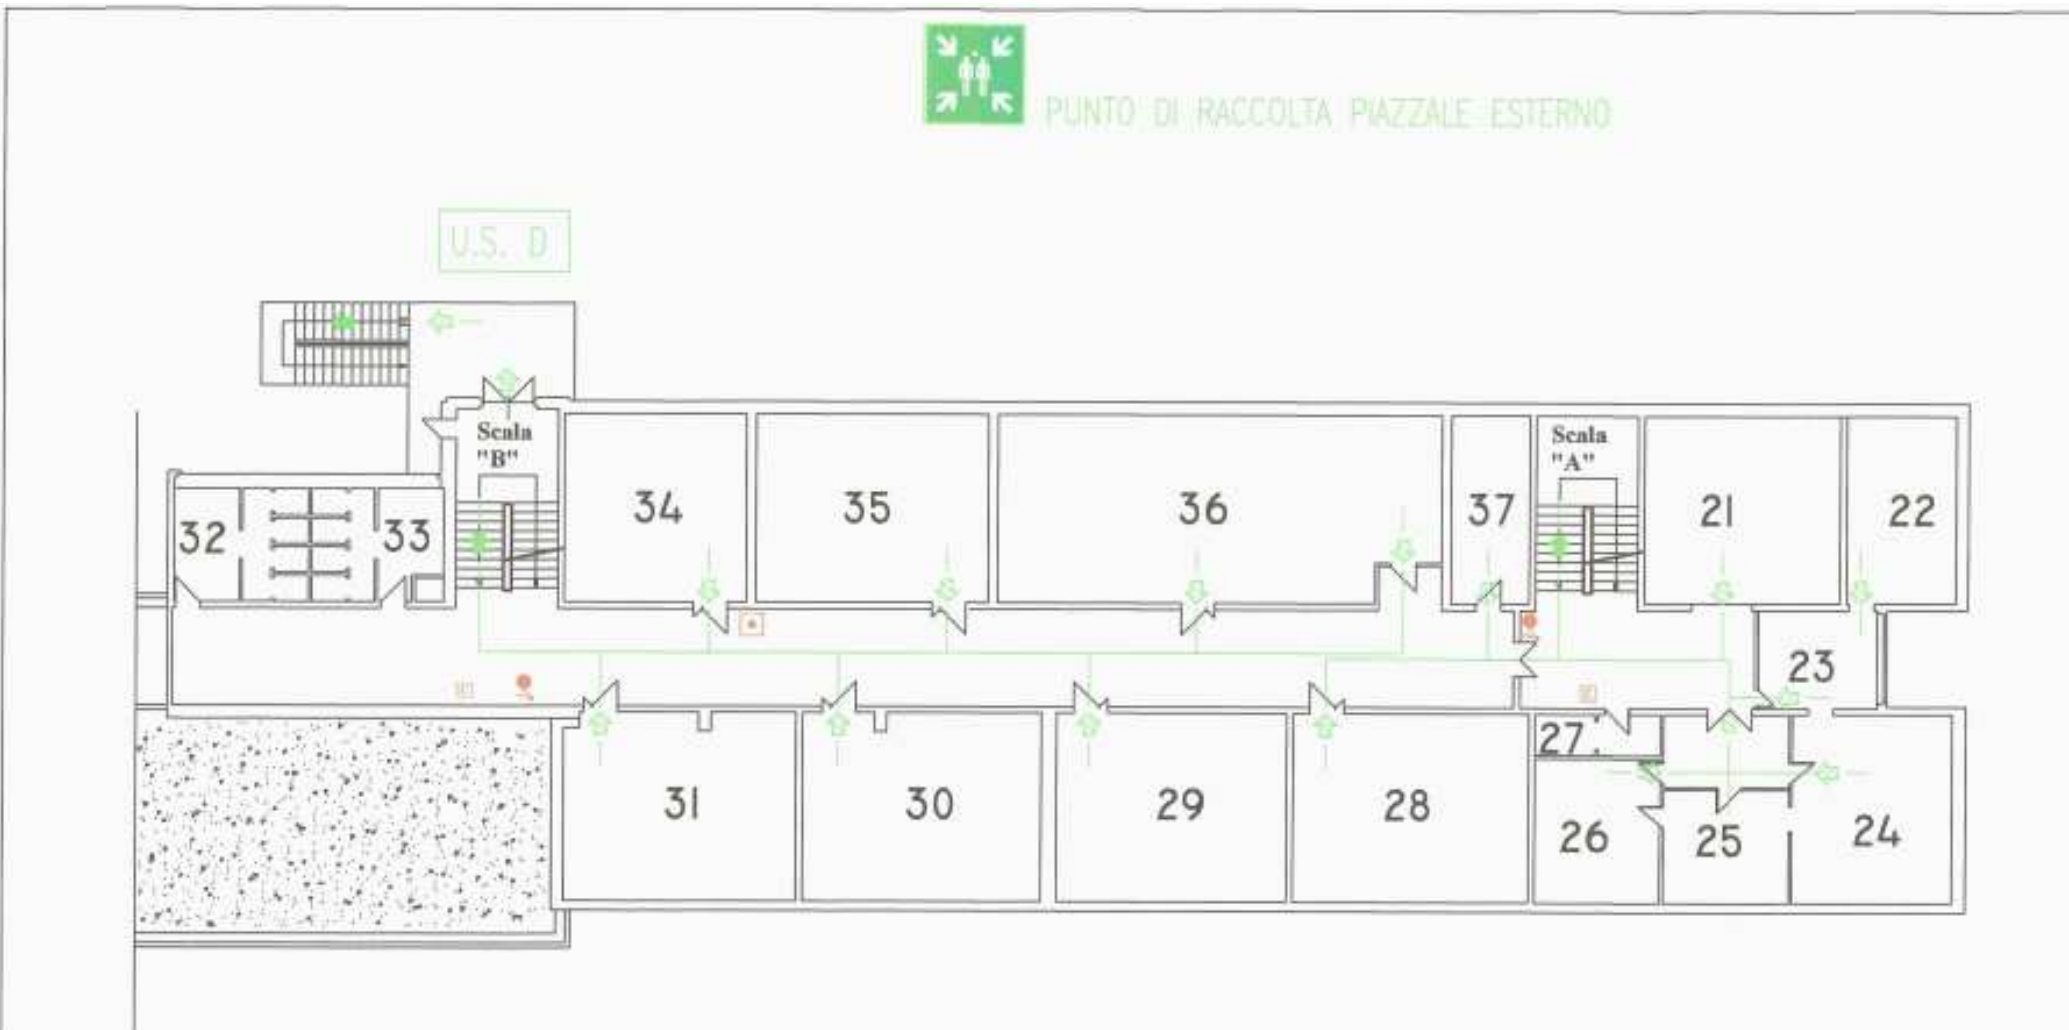 PUNTO DI RACCOLTA PIAZZALE ESTERNO
U.S. D
Scala
"B"
Scala
"A"
34
35
36
37
21
22
32
33
23
27.
31
30
29
28
26
25
24